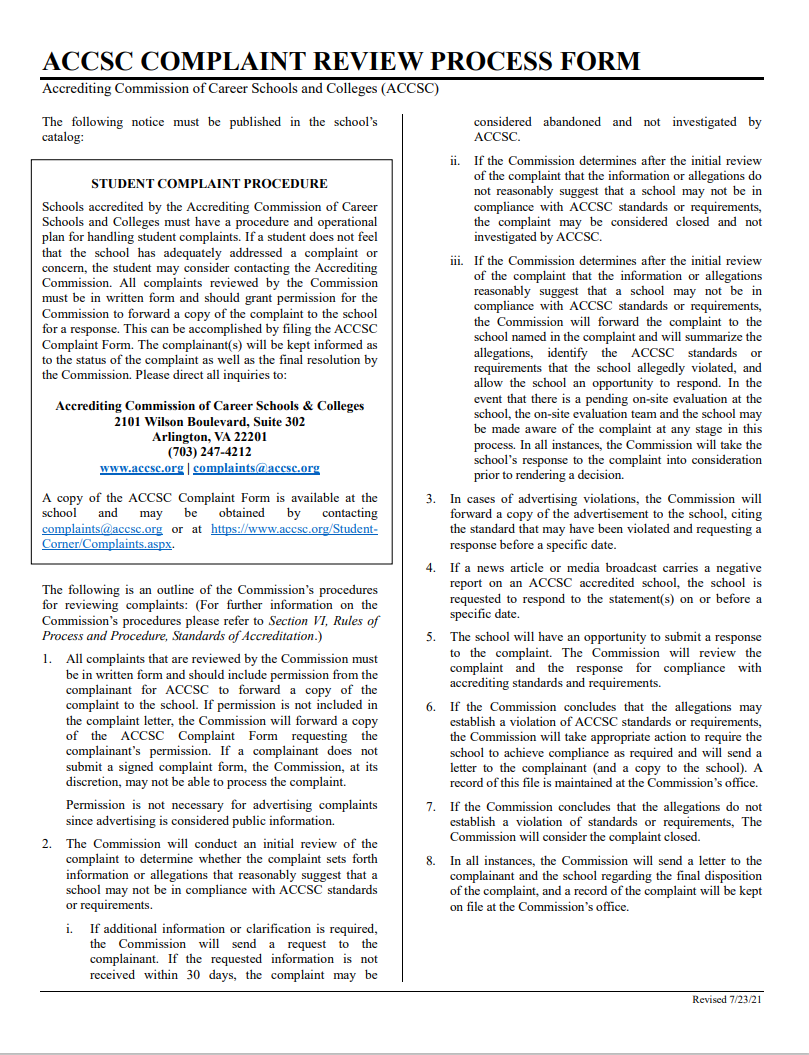 ACCSC COMPLAINT REVIEW PROCESS FORM
Accrediting Commission of Career Schools and Colleges (ACCSC)
The following notice must be published in the school’s
catalog:
STUDENT COMPLAINT PROCEDURE
Schools accredited by the Accrediting Commission of Career
Schools and Colleges must have a procedure and operational
plan for handling student complaints. If a student does not feel
that the school has adequately addressed a complaint or
concern, the student may consider contacting the Accrediting
Commission. All complaints reviewed by the Commission
must be in written form and should grant permission for the
Commission to forward a copy of the complaint to the school
for a response. This can be accomplished by filing the ACCSC
Complaint Form. The complainant(s) will be kept informed as
to the status of the complaint as well as the final resolution by
the Commission. Please direct all inquiries to:
Accrediting Commission of Career Schools & Colleges
2101 Wilson Boulevard, Suite 302
Arlington, VA 22201
(703) 247-4212
www.accsc.org | complaints@accsc.org
A copy of the ACCSC Complaint Form is available at the
school and may be obtained by contacting
complaints@accsc.org or at https://www.accsc.org/Student-
Corner/Complaints.aspx.
The following is an outline of the Commission’s procedures
for reviewing complaints: (For further information on the
Commission’s procedures please refer to Section VI, Rules of
Process and Procedure, Standards of Accreditation.)
1. All complaints that are reviewed by the Commission must
be in written form and should include permission from the
complainant for ACCSC to forward a copy of the
complaint to the school. If permission is not included in
the complaint letter, the Commission will forward a copy
of the ACCSC Complaint Form requesting the
complainant’s permission. If a complainant does not
submit a signed complaint form, the Commission, at its
discretion, may not be able to process the complaint.
Permission is not necessary for advertising complaints
since advertising is considered public information.
2. The Commission will conduct an initial review of the
complaint to determine whether the complaint sets forth
information or allegations that reasonably suggest that a
school may not be in compliance with ACCSC standards
or requirements.
i. If additional information or clarification is required,
the Commission will send a request to the
complainant. If the requested information is not
received within 30 days, the complaint may be
considered abandoned and not investigated by
ACCSC.
ii. If the Commission determines after the initial review
of the complaint that the information or allegations do
not reasonably suggest that a school may not be in
compliance with ACCSC standards or requirements,
the complaint may be considered closed and not
investigated by ACCSC.
iii. If the Commission determines after the initial review
of the complaint that the information or allegations
reasonably suggest that a school may not be in
compliance with ACCSC standards or requirements,
the Commission will forward the complaint to the
school named in the complaint and will summarize the
allegations, identify the ACCSC standards or
requirements that the school allegedly violated, and
allow the school an opportunity to respond. In the
event that there is a pending on-site evaluation at the
school, the on-site evaluation team and the school may
be made aware of the complaint at any stage in this
process. In all instances, the Commission will take the
school’s response to the complaint into consideration
prior to rendering a decision.
3. In cases of advertising violations, the Commission will
forward a copy of the advertisement to the school, citing
the standard that may have been violated and requesting a
response before a specific date.
4. If a news article or media broadcast carries a negative
report on an ACCSC accredited school, the school is
requested to respond to the statement(s) on or before a
specific date.
5. The school will have an opportunity to submit a response
to the complaint. The Commission will review the
complaint and the response for compliance with
accrediting standards and requirements.
6. If the Commission concludes that the allegations may
establish a violation of ACCSC standards or requirements,
the Commission will take appropriate action to require the
school to achieve compliance as required and will send a
letter to the complainant (and a copy to the school). A
record of this file is maintained at the Commission’s office.
7. If the Commission concludes that the allegations do not
establish a violation of standards or requirements, The
Commission will consider the complaint closed.
8. In all instances, the Commission will send a letter to the
complainant and the school regarding the final disposition
of the complaint, and a record of the complaint will be kept
on file at the Commission’s office.
Revised 7/23/21